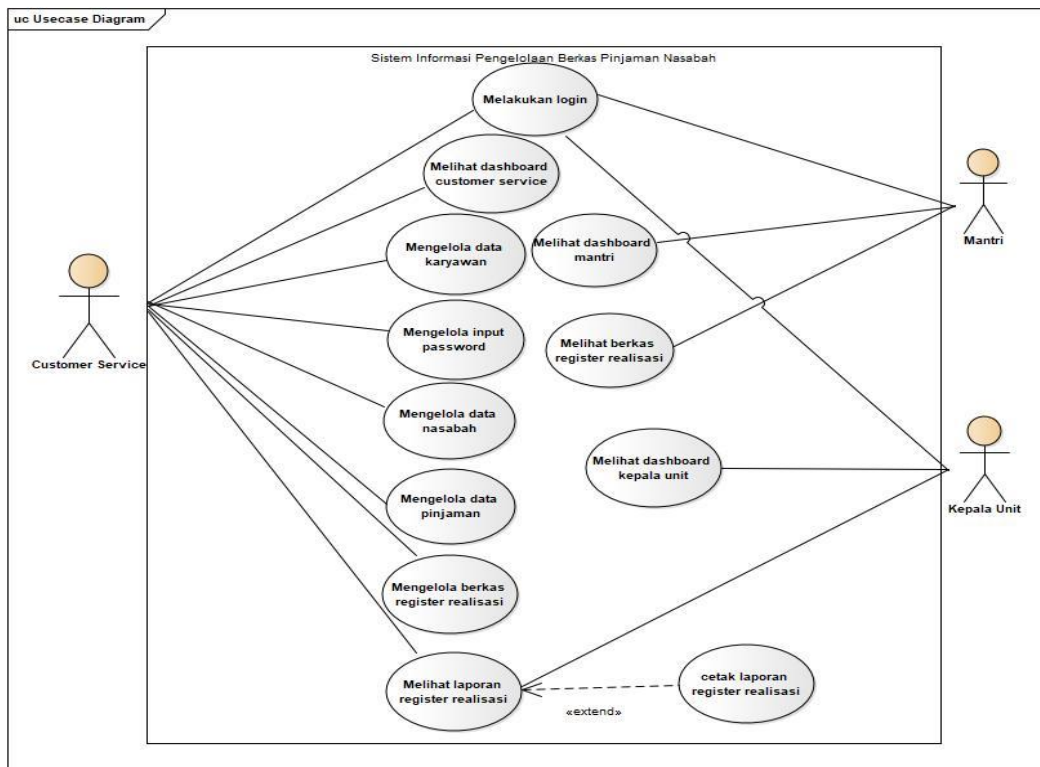 uc Usecase Diagram
Sistem Informasi Pengelolaan Berkas Pinjaman Nasabah
Melakukan login
Melihat dashboard
customer service
Mengelola data
karyawan
Melihat dashboard
mantri
Mantri
Mengelola input
password
Melihat berkas
register realisasi
Customer Service
Mengelola data
nasabah
Melihat dashboard
kepala unit
Kepala Unit
Mengelola data
pinjaman
Mengelola berkas
register realisasi
Melihat laporan
register realisasi
cetak laporan
register realisasi
«extend»